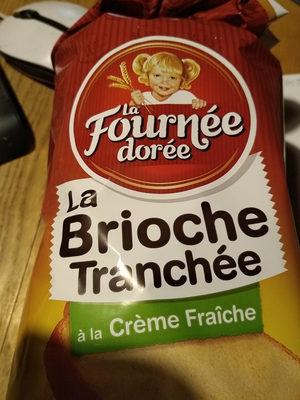 la
Fournée
dorée
La
Brioche
Tranchée
à la Crème Fraîche